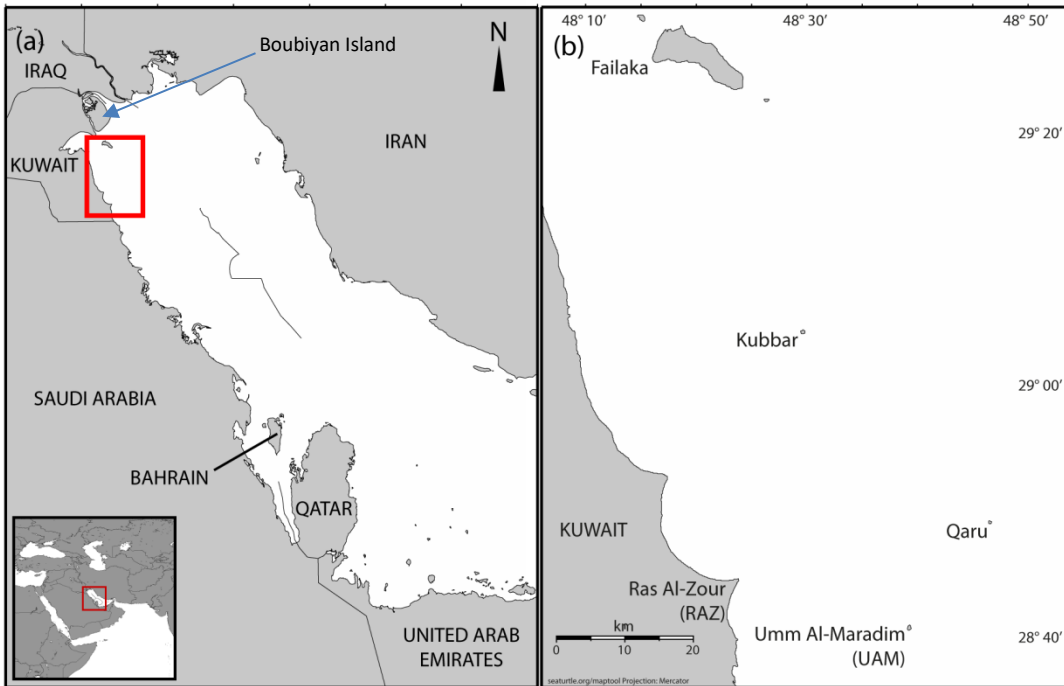 (a)
N
Boubiyan Island
IRAQ
IRAN
KUWAIT
SAUDI ARABIA
BAHRAIN
QATAR
UNITED ARAB
EMIRATES
48° 10'
48° 30'
48° 50'
(b)
Failaka
29° 20'
Kubbar
29° 00'
KUWAIT
Qaru
Ras Al-Zour
(RAZ)
km
0
10
20
Umm Al-Maradim
(UAM)
28° 40'
seaturtle.org/maptool Projection: Mercator